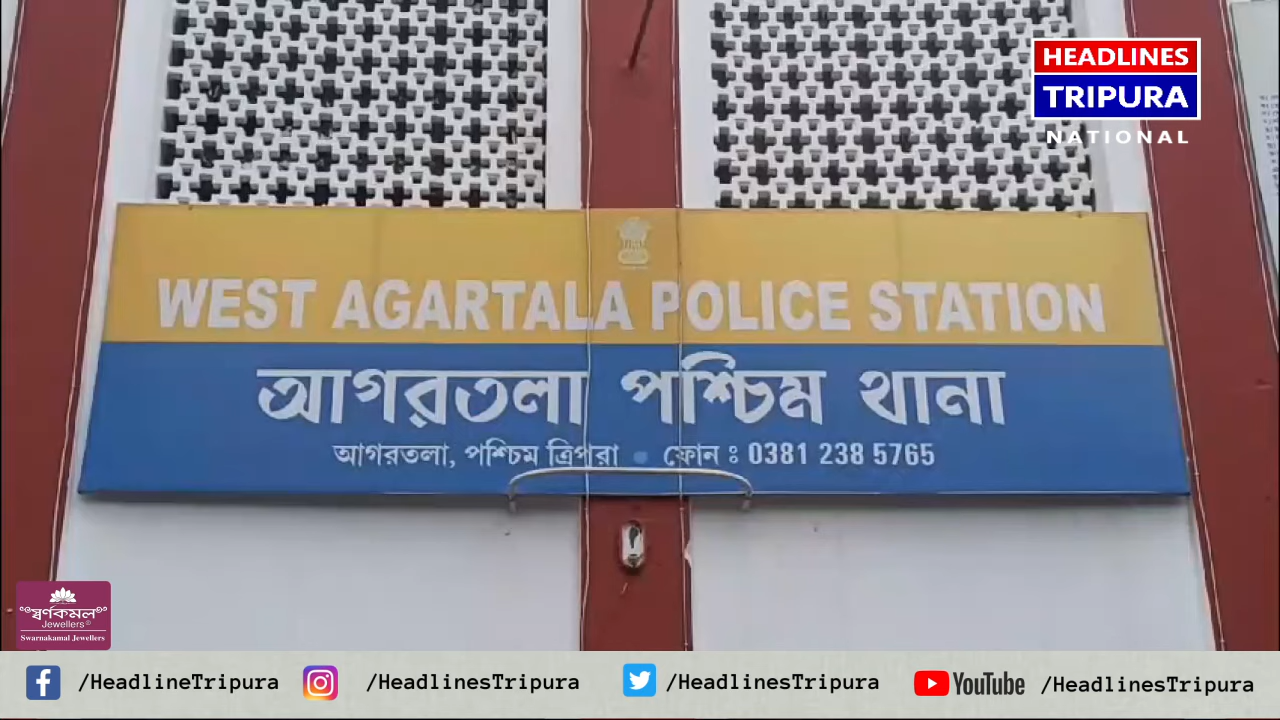 HEADLINES
TRIPURA
NATIONAL
WEST AGARTALA POLICE STATION
আগরতলা পশ্চিম থানা
আগরতলা, পশ্চিম ত্রিপুরা ● ফোন ঃ 0381 238 5765
স্বর্ণকমল
Jewellers®
Swarnakamal Jewellers
/HeadlineTripura /HeadlinesTripura /HeadlinesTripura YouTube /HeadlinesTripura